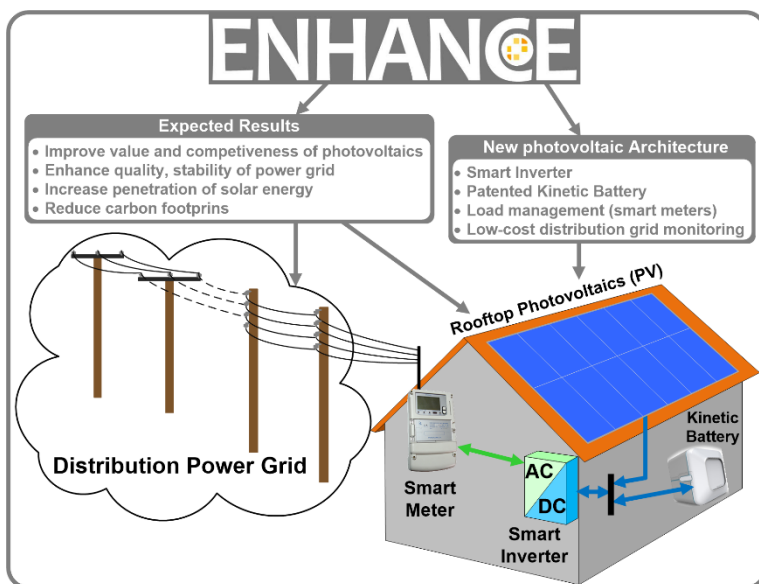 ENHANCE
Expected Results
• Improve value and competiveness of photovoltaics
• Enhance quality, stability of power grid
• Increase penetration of solar energy
• Reduce carbon footprins
New photovoltaic Architecture
• Smart Inverter
• Patented Kinetic Battery
• Load management (smart meters)
• Low-cost distribution grid monitoring
Rooftop Photovoltaics (PV)
Distribution Power Grid
Smart
Meter
AC
DC
Smart
Inverter
Kinetic
Battery